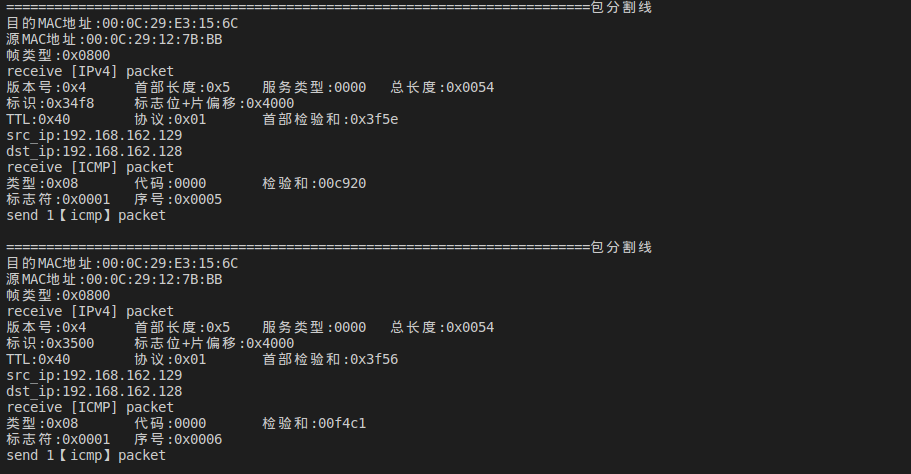 =========================================================================包分割线
目的MAC地址:00:0C:29:E3:15:6C
源MAC地址:00:0C:29:12:7B:BB
帧类型:0x0800
receive [IPv4] packet
版本号:0x4 首部长度:0x5 服务类型:0000 总长度:0x0054
标识:0x34f8 标志位+片偏移:0x4000
TTL:0x40 协议:0x01 首部检验和:0x3f5e
src_ip:192.168.162.129
dst_ip:192.168.162.128
receive [ICMP] packet
类型:0x08 代码:0000 检验和:00c920
标志符:0x0001 序号:0x0005
send 1【icmp】packet
=========================================================================包分割线
目的MAC地址:00:0C:29:E3:15:6C
源MAC地址:00:0C:29:12:7B:BB
帧类型:0x0800
receive [IPv4] packet
版本号:0x4 首部长度:0x5 服务类型:0000 总长度:0x0054
标识:0x3500 标志位+片偏移:0x4000
TTL:0x40 协议:0x01 首部检验和:0x3f56
src_ip:192.168.162.129
dst_ip:192.168.162.128
receive [ICMP] packet
类型:0x08 代码:0000 检验和:00f4c1
标志符:0x0001 序号:0x0006
send 1【icmp】packet